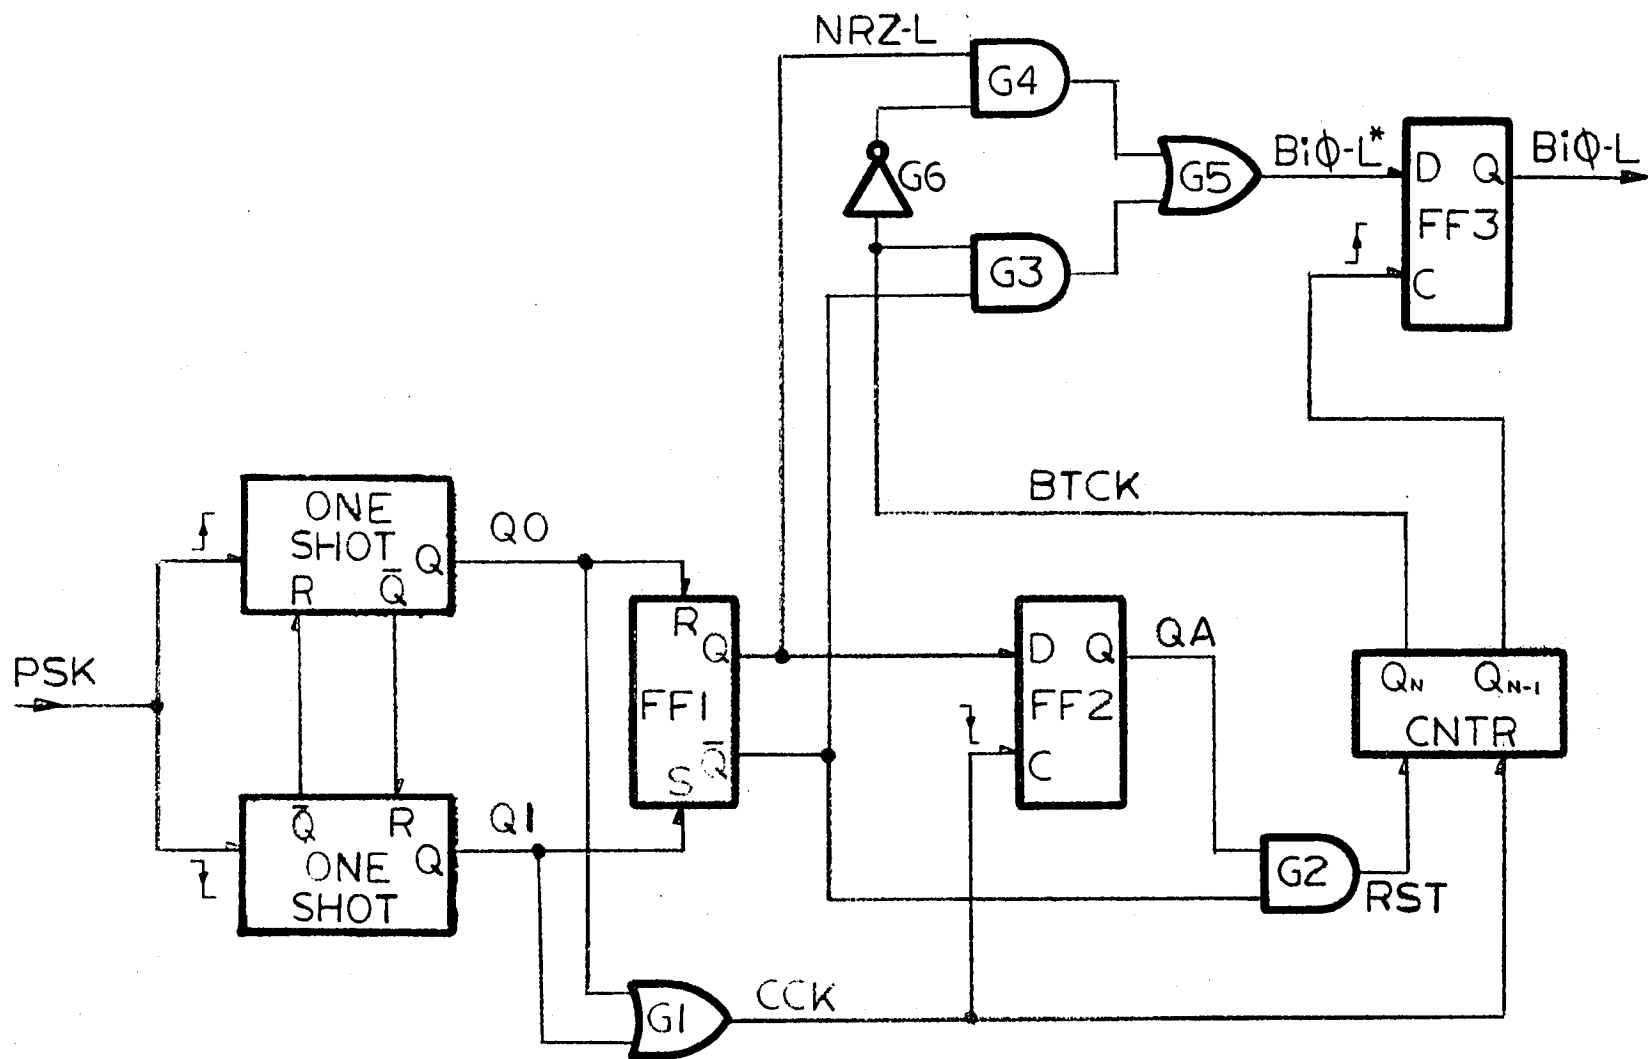 NRZ-L
G4
G6
G5
BiΦ-L*
D Q
BiΦ-L
FF3
C
G3
BTCK
ONE
SHOT
Q
R Q̅
Q0
PSK
R
Q
FF1
S Q̅
D Q
FF2
C
QA
QN QN-1
CNTR
Q̅ R
Q
ONE
SHOT
Q1
G2
RST
G1
CCK